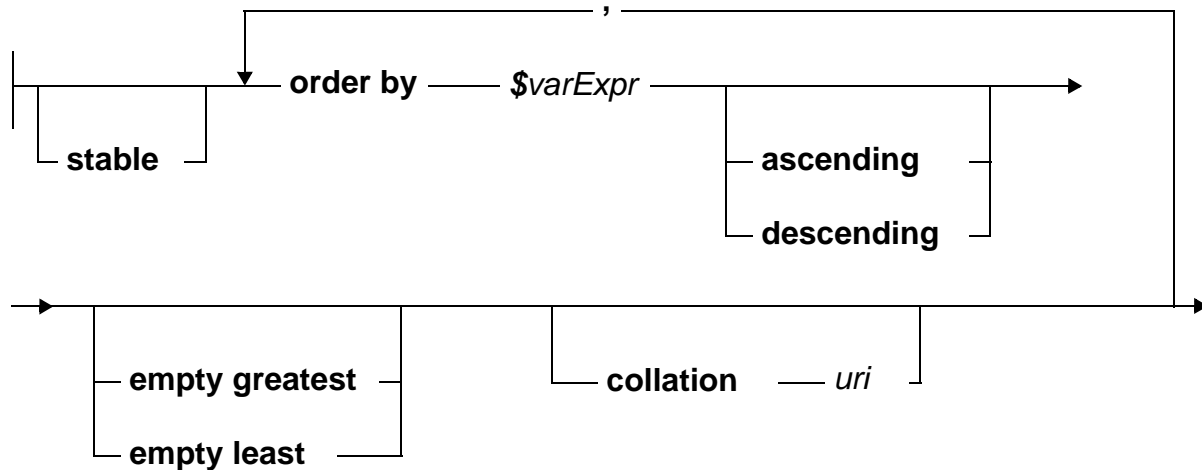 ,
order by $varExpr
stable ascending
descending
empty greatest collation uri
empty least